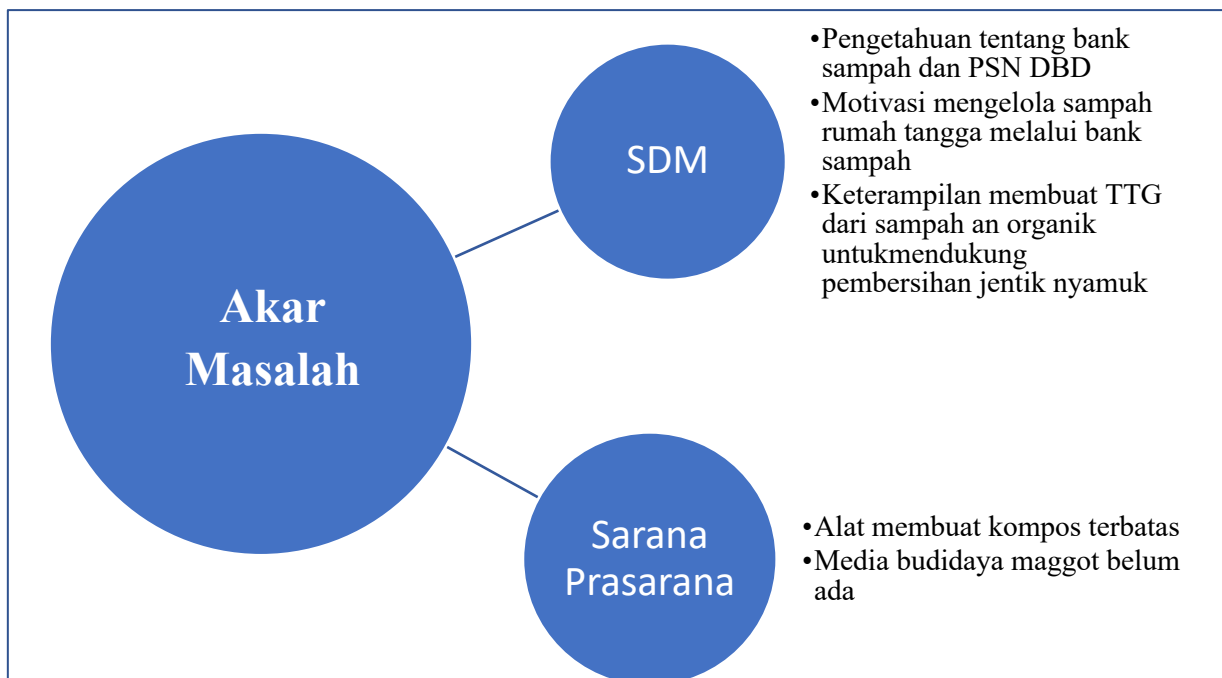 Akar
Masalah
SDM
•Pengetahuan tentang bank
sampah dan PSN DBD
•Motivasi mengelola sampah
rumah tangga melalui bank
sampah
•Keterampilan membuat TTG
dari sampah an organik
untukmendukung
pembersihan jentik nyamuk
Sarana
Prasarana
•Alat membuat kompos terbatas
•Media budidaya maggot belum
ada